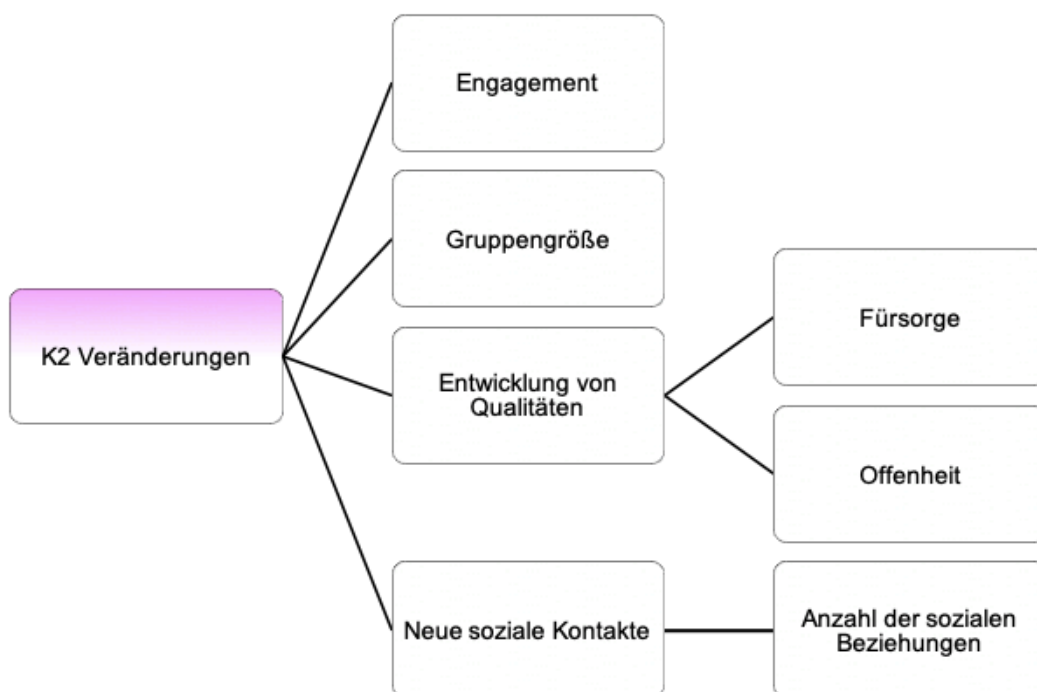 Engagement
Gruppengröße
K2 Veränderungen
Entwicklung von
Qualitäten
Fürsorge
Offenheit
Neue soziale Kontakte
Anzahl der sozialen
Beziehungen